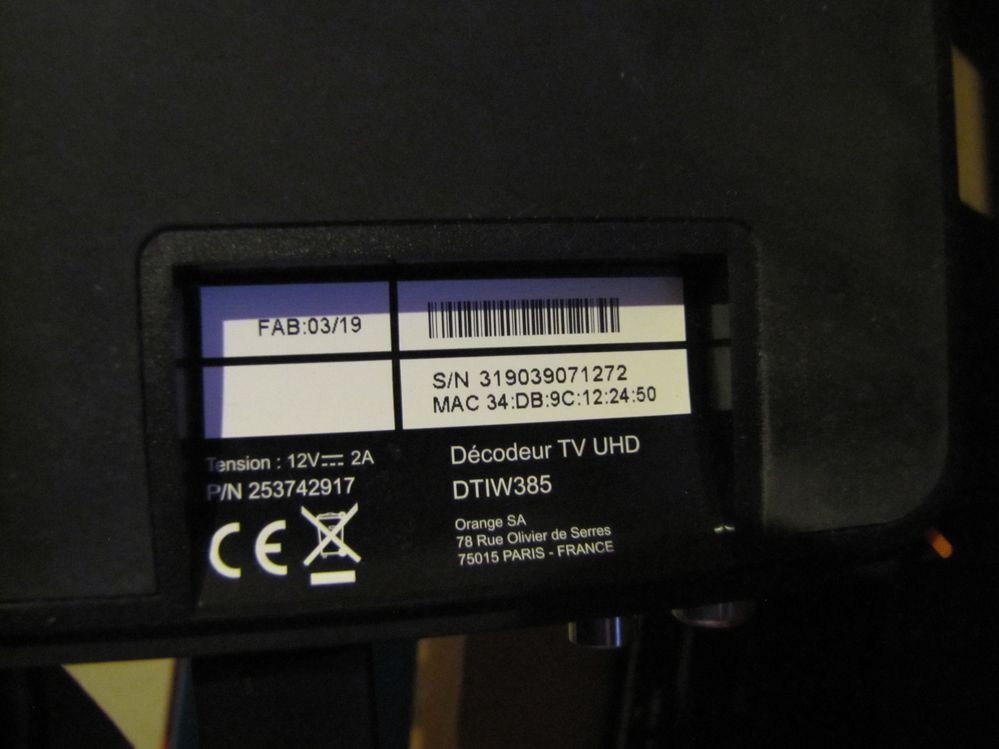 FAB:03/19
S/N 319039071272
MAC 34:DB:9C:12:24:50
Tension : 12V⎓ 2A
P/N 253742917
Décodeur TV UHD
DTIW385
Orange SA
78 Rue Olivier de Serres
75015 PARIS - FRANCE
CE